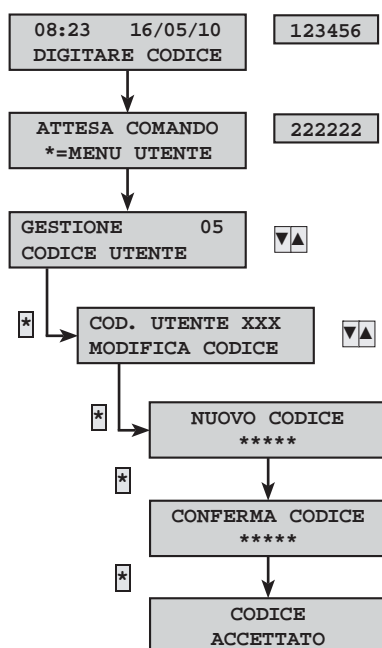 08:23 16/05/10
DIGITARE CODICE
123456
ATTESA COMANDO
*=MENU UTENTE
222222
GESTIONE 05
CODICE UTENTE
▼▲
*
COD. UTENTE XXX
MODIFICA CODICE
▼▲
*
NUOVO CODICE
*****
*
CONFERMA CODICE
*****
*
CODICE
ACCETTATO